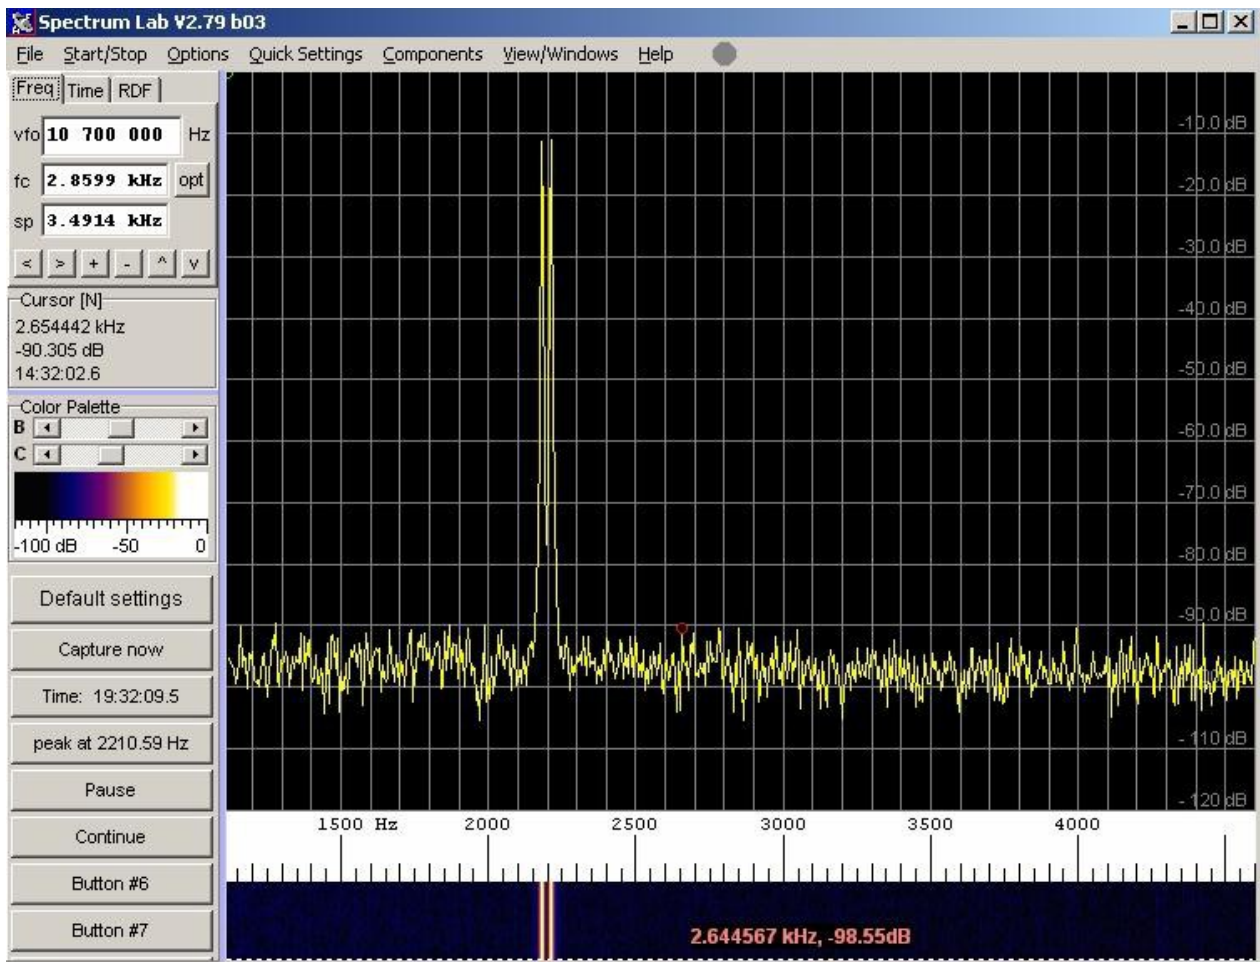 Spectrum Lab V2.79 b03
File Start/Stop Options Quick Settings Components View/Windows Help
Freq Time RDF
vfo 10 700 000 Hz
fc 2.8599 kHz opt
sp 3.4914 kHz
< > + - ^ v
Cursor [N]
2.654442 kHz
-90.305 dB
14:32:02.6
Color Palette
B
C
-100 dB -50 0
Default settings
Capture now
Time: 19:32:09.5
peak at 2210.59 Hz
Pause
Continue
Button #6
Button #7
-10.0 dB
-20.0 dB
-30.0 dB
-40.0 dB
-50.0 dB
-60.0 dB
-70.0 dB
-80.0 dB
-90.0 dB
-110 dB
-120 dB
1500 Hz 2000 2500 3000 3500 4000
2.644567 kHz, -98.55dB